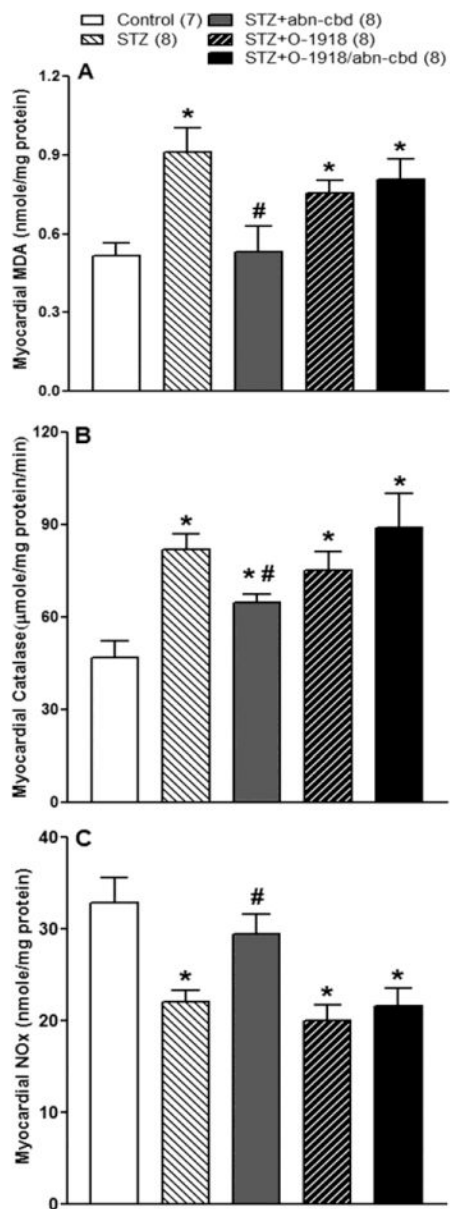 Control (7) STZ+abn-cbd (8)
STZ (8) STZ+O-1918 (8)
STZ+O-1918/abn-cbd (8)
A
Myocardial MDA (nmole/mg protein)
1.2
0.9
0.6
0.3
0.0
* # * *
B
Myocardial Catalase(μmole/mg protein/min)
120
90
60
30
0
* * # * *
C
Myocardial NOx (nmole/mg protein)
40
30
20
10
0
* # * *